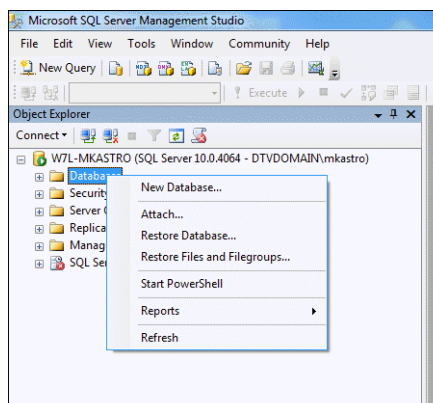 Microsoft SQL Server Management Studio
File Edit View Tools Window Community Help
New Query
Execute
Object Explorer
Connect
W7L-MKASTRO (SQL Server 10.0.4064 - DTVDOMAIN\mkastro)
Databases
New Database...
Security
Attach...
Server
Restore Database...
Replica
Restore Files and Filegroups...
Manag
SQL Ser
Start PowerShell
Reports
Refresh